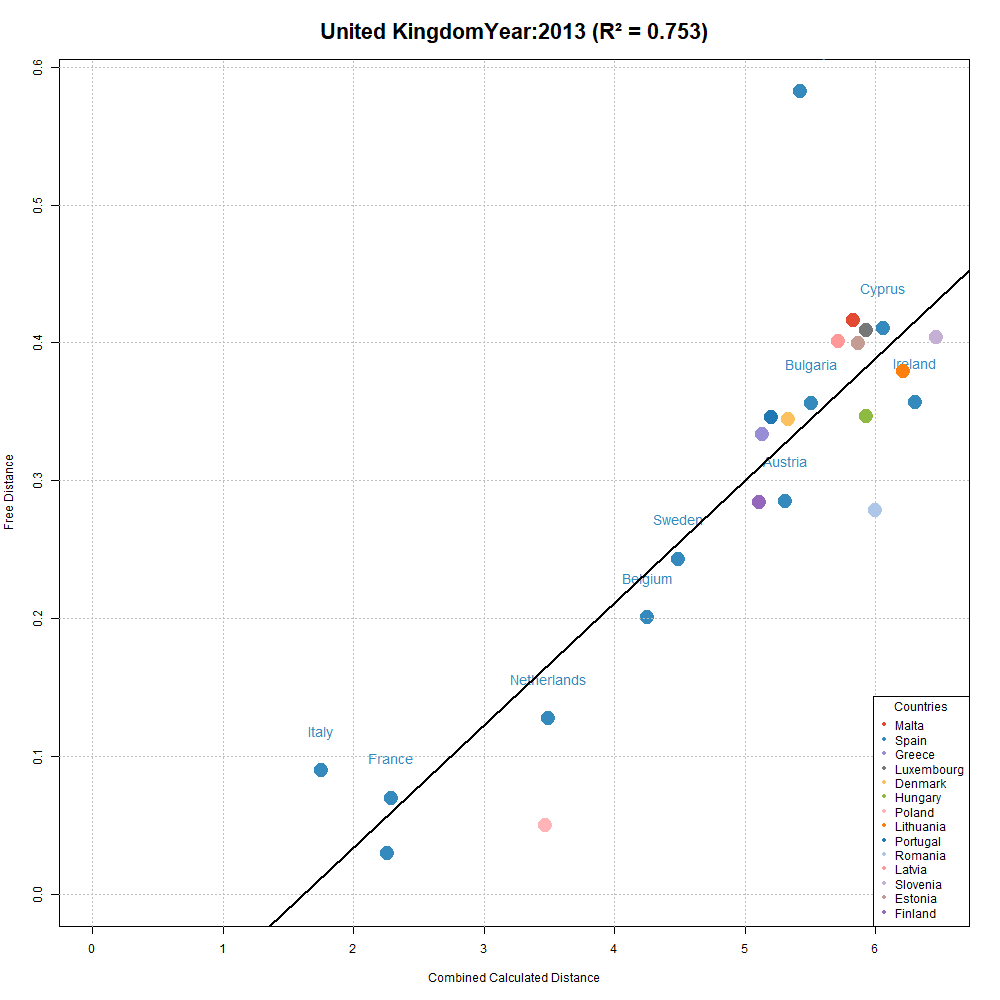 United KingdomYear:2013 (R² = 0.753)
0.6
0.5
0.4
0.3
0.2
0.1
0.0
Free Distance
Cyprus
Bulgaria
Ireland
Austria
Sweden
Belgium
Netherlands
Italy
France
Countries
Malta
Spain
Greece
Luxembourg
Denmark
Hungary
Poland
Lithuania
Portugal
Romania
Latvia
Slovenia
Estonia
Finland
0 1 2 3 4 5 6
Combined Calculated Distance